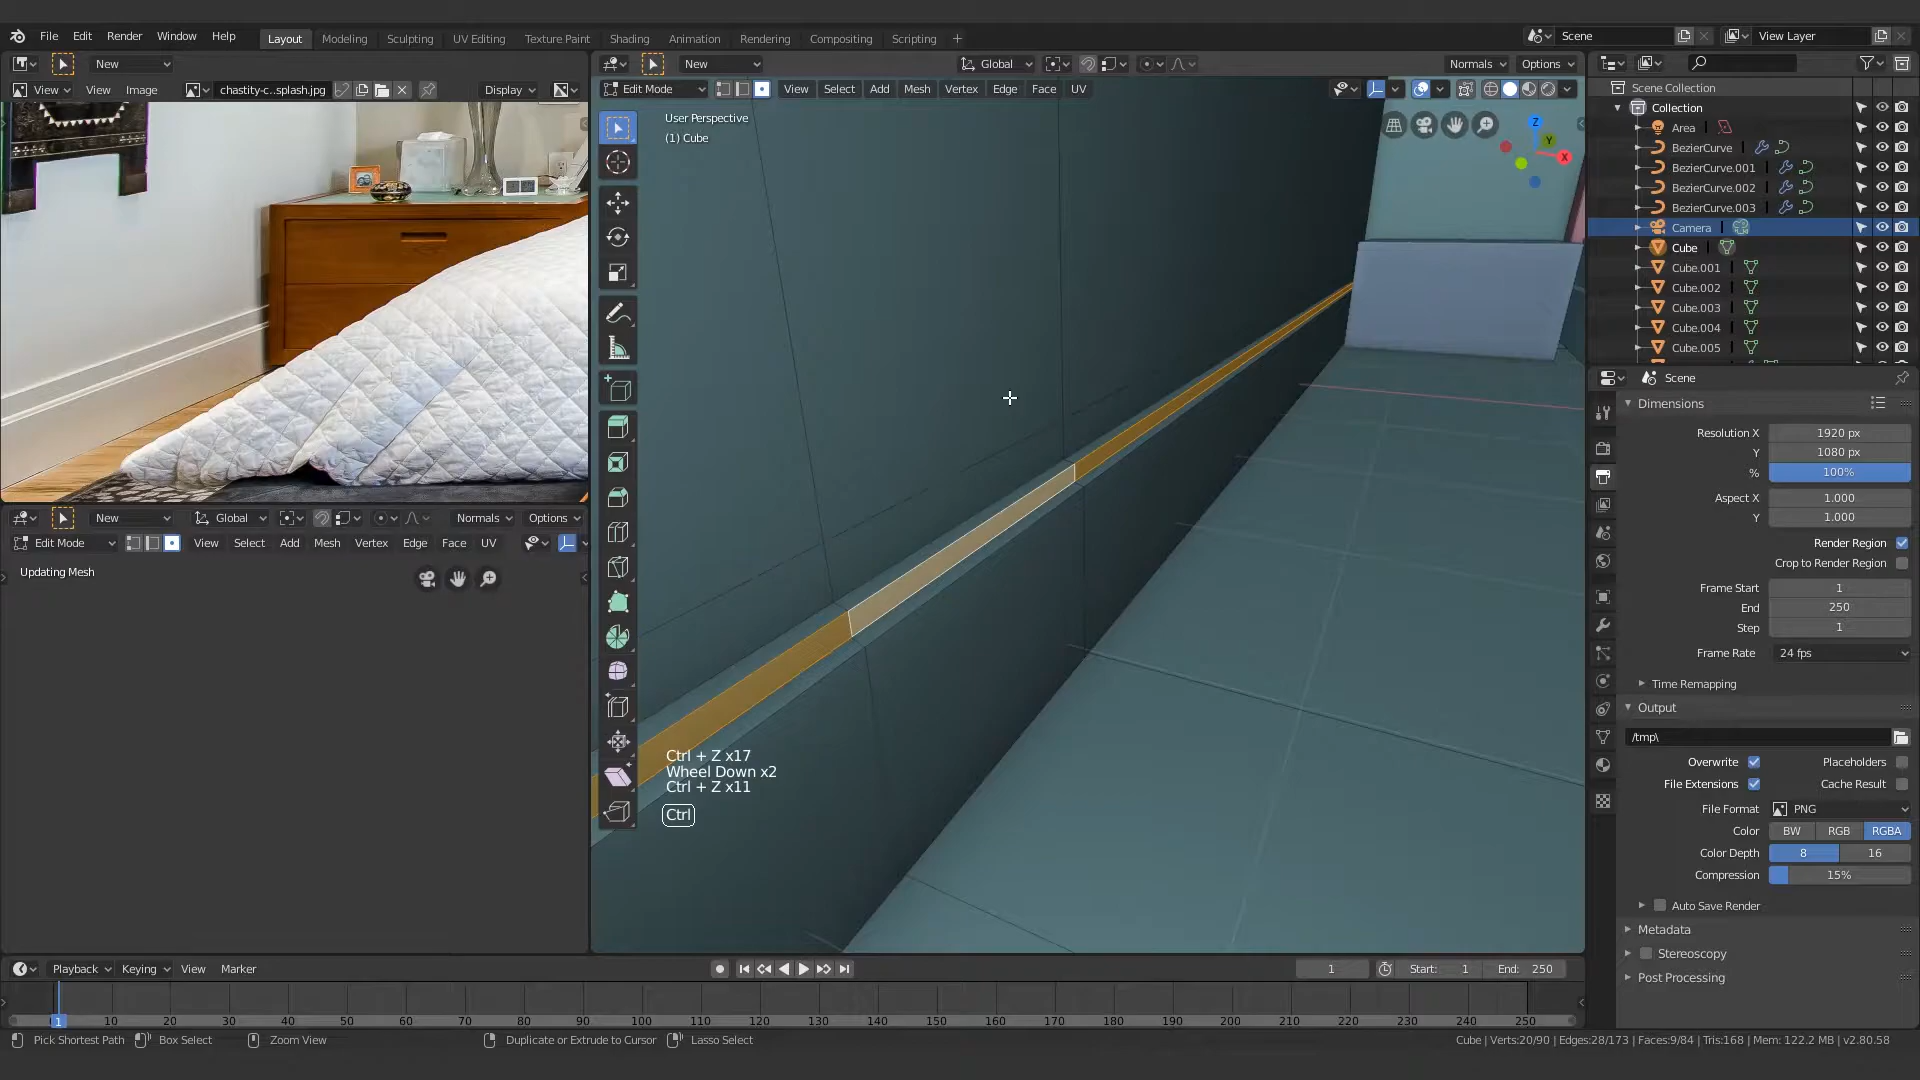 File Edit Render Window Help Layout Modeling Sculpting UV Editing Texture Paint Shading Animation Rendering Compositing Scripting + Scene View Layer
New New Global Normals Options
View View Image chastity-c..splash.jpg Display Edit Mode View Select Add Mesh Vertex Edge Face UV
User Perspective
(1) Cube
Z
Y
X
Scene Collection
Collection
Area
BezierCurve
BezierCurve.001
BezierCurve.002
BezierCurve.003
Camera
Cube
Cube.001
Cube.002
Cube.003
Cube.004
Cube.005
Scene
Dimensions
Resolution X 1920 px
Y 1080 px
% 100%
Aspect X 1.000
Y 1.000
Render Region
Crop to Render Region
Frame Start 1
End 250
Step 1
Frame Rate 24 fps
Time Remapping
Output
/tmp\
Overwrite Placeholders
File Extensions Cache Result
File Format PNG
Color BW RGB RGBA
Color Depth 8 16
Compression 15%
Auto Save Render
Metadata
Stereoscopy
Post Processing
New Global Normals Options
Edit Mode View Select Add Mesh Vertex Edge Face UV
Updating Mesh
Ctrl + Z x17
Wheel Down x2
Ctrl + Z x11
Ctrl
Playback Keying View Marker 1 Start: 1 End: 250
1 10 20 30 40 50 60 70 80 90 100 110 120 130 140 150 160 170 180 190 200 210 220 230 240 250
Pick Shortest Path Box Select Zoom View Duplicate or Extrude to Cursor Lasso Select Cube | Verts:20/90 | Edges:28/173 | Faces:9/84 | Tris:168 | Mem: 122.2 MB | v2.80.58